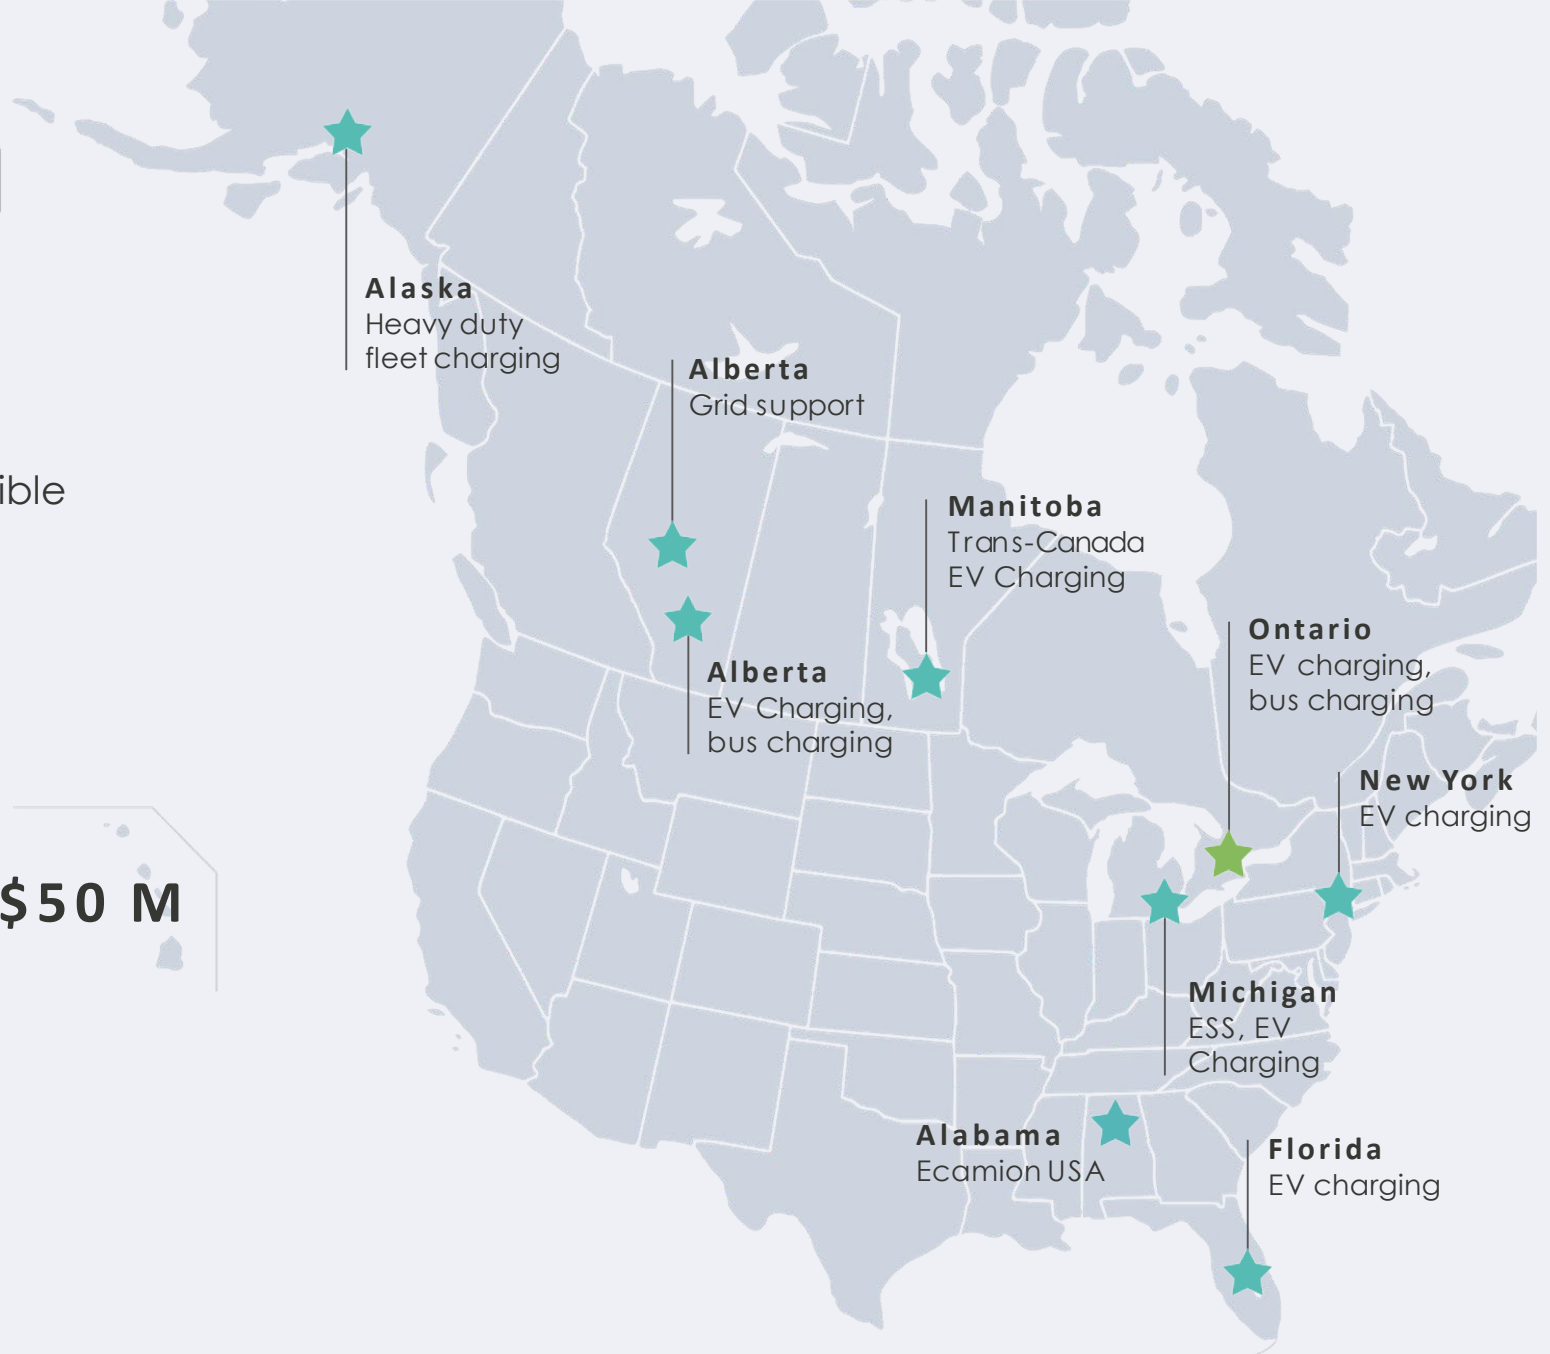 Alaska
Heavy duty
fleet charging
Alberta
Grid support
ible
Manitoba
Trans-Canada
EV Charging
Ontario
EV charging,
bus charging
Alberta
EV Charging,
bus charging
New York
EV charging
$50 M
Michigan
ESS, EV
Charging
Alabama
Ecamion USA
Florida
EV charging